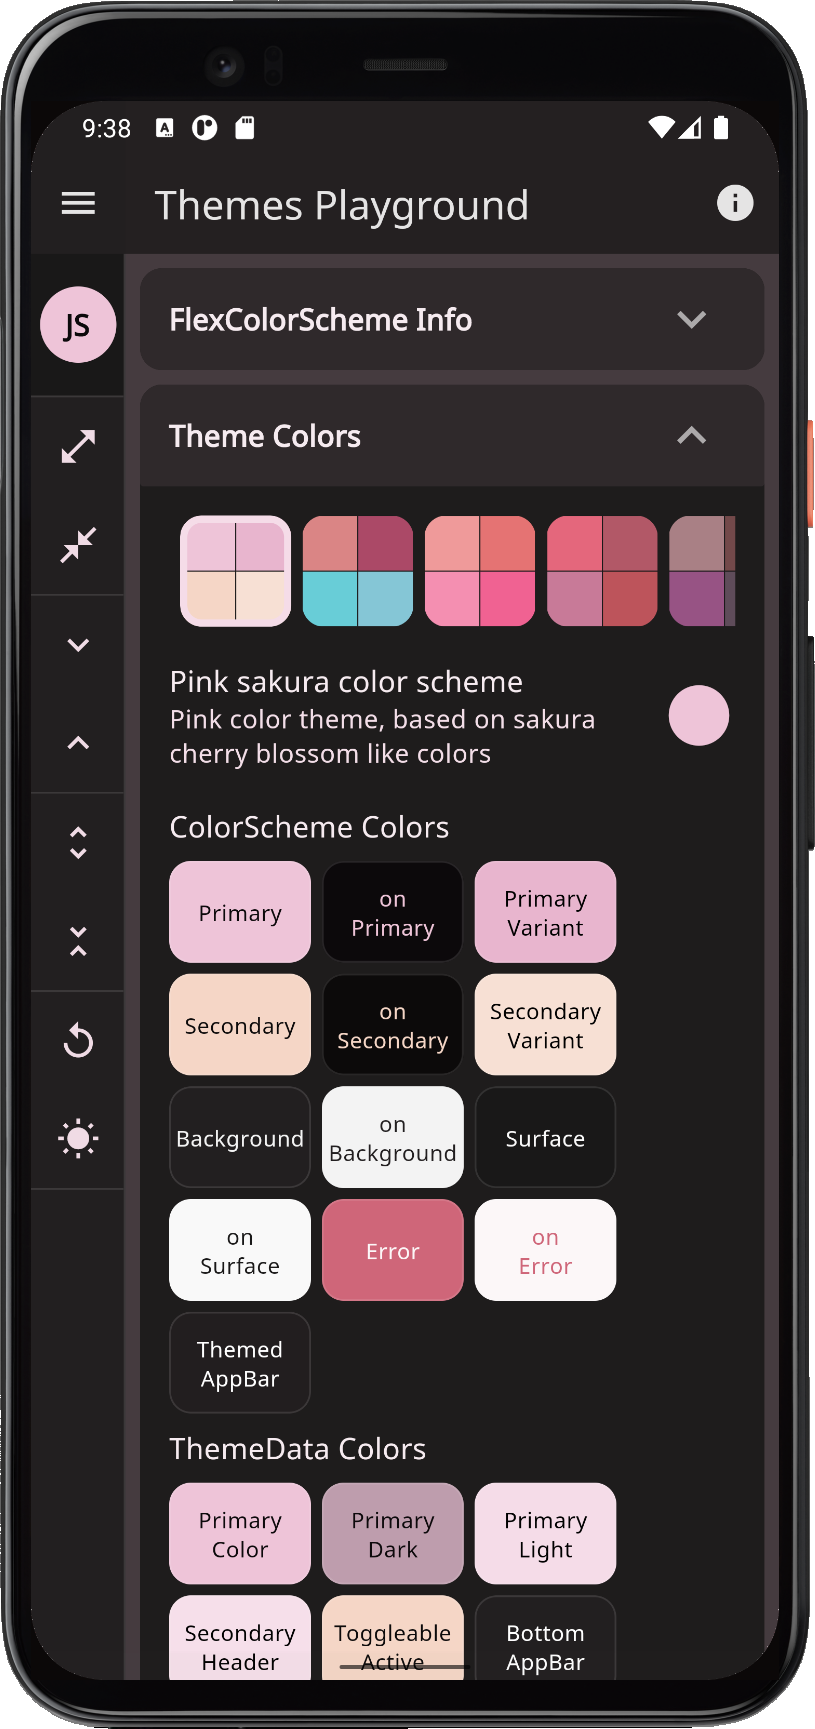 9:38
A
Themes Playground
JS
FlexColorScheme Info
Theme Colors
Pink sakura color scheme
Pink color theme, based on sakura
cherry blossom like colors
ColorScheme Colors
Primary
on
Primary
Primary
Variant
Secondary
on
Secondary
Secondary
Variant
Background
on
Background
Surface
on
Surface
Error
on
Error
Themed
AppBar
ThemeData Colors
Primary
Color
Primary
Dark
Primary
Light
Secondary
Header
Toggleable
Active
Bottom
AppBar